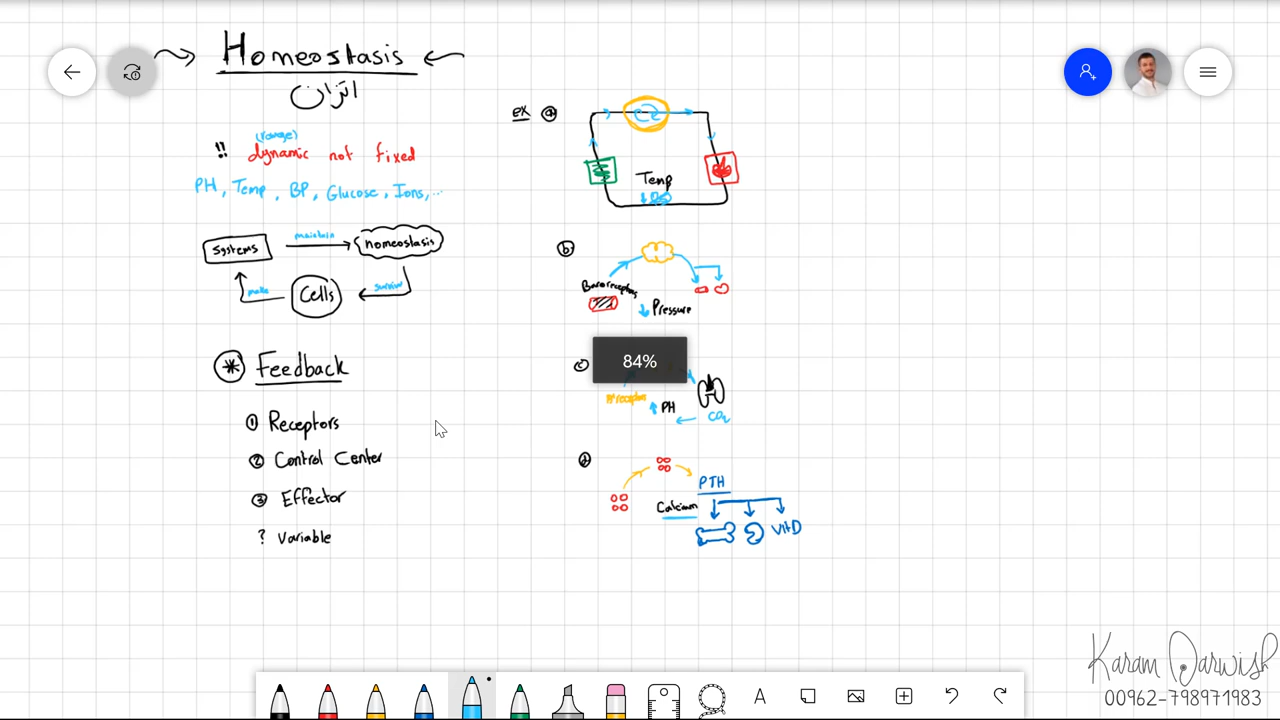 Homeostasis
اتزان
(range)
!! dynamic not fixed
PH, Temp, BP, Glucose, Ions, ...
Systems maintain homeostasis
make Cells survive
* Feedback
① Receptors
② Control Center
③ Effector
? Variable
ex a
Temp
b
Baroreceptors
Pressure
c
84%
PH
CO2
d
PTH
Calcium
Vit D
A
Karam Darwish
00962-798971983